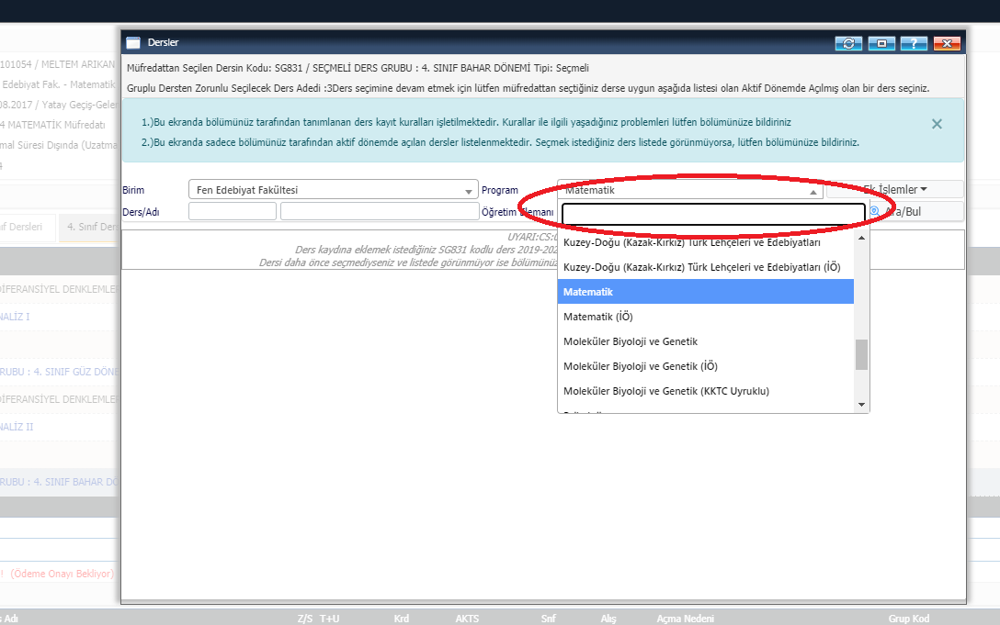 Dersler
101054 / MELTEM ARIKAN
Edebiyat Fak. - Matematik
08.2017 / Yatay Geçiş-Gelen
4 MATEMATİK Müfredatı
mal Süresi Dışında (Uzatma
4
Müfredattan Seçilen Dersin Kodu: SG831 / SEÇMELİ DERS GRUBU : 4. SINIF BAHAR DÖNEMİ Tipi: Seçmeli
Gruplu Dersten Zorunlu Seçilecek Ders Adedi :3Ders seçimine devam etmek için lütfen müfredattan seçtiğiniz derse uygun aşağıda listesi olan Aktif Dönemde Açılmış olan bir ders seçiniz.
1.)Bu ekranda bölümünüz tarafından tanımlanan ders kayıt kuralları işletilmektedir. Kurallar ile ilgili yaşadığınız problemleri lütfen bölümünüze bildiriniz
2.)Bu ekranda sadece bölümünüz tarafından aktif dönemde açılan dersler listelenmektedir. Seçmek istediğiniz ders listede görünmüyorsa, lütfen bölümünüze bildiriniz.
Birim Fen Edebiyat Fakültesi Program Matematik Ek İşlemler
Ders/Adı Öğretim Elemanı Ara/Bul
ıf Dersleri 4. Sınıf Ders
UYARI:CS:
Ders kaydına eklemek istediğiniz SG831 kodlu ders 2019-202
Dersi daha önce seçmediyseniz ve listede görünmüyor ise bölümünüz
Kuzey-Doğu (Kazak-Kırkız) Türk Lehçeleri ve Edebiyatları
Kuzey-Doğu (Kazak-Kırkız) Türk Lehçeleri ve Edebiyatları (İÖ)
Matematik
Matematik (İÖ)
Moleküler Biyoloji ve Genetik
Moleküler Biyoloji ve Genetik (İÖ)
Moleküler Biyoloji ve Genetik (KKTC Uyruklu)
DİFERANSİYEL DENKLEMLE
NALİZ I
RUBU : 4. SINIF GÜZ DÖNE
DİFERANSİYEL DENKLEMLE
NALİZ II
RUBU : 4. SINIF BAHAR DÖ
! (Ödeme Onayı Bekliyor)
s Adı Z/S T+U Krd AKTS Snf Alış Açma Nedeni Grup Kod